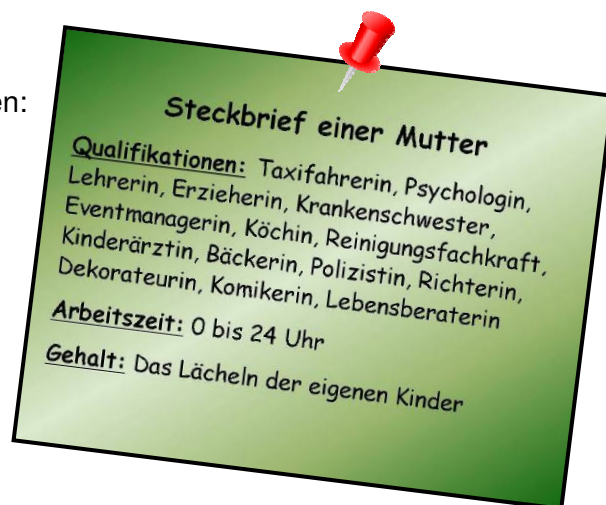 en:
Steckbrief einer Mutter
Qualifikationen: Taxifahrerin, Psychologin,
Lehrerin, Erzieherin, Krankenschwester,
Eventmanagerin, Köchin, Reinigungsfachkraft,
Kinderärztin, Bäckerin, Polizistin, Richterin,
Dekorateurin, Komikerin, Lebensberaterin
Arbeitszeit: 0 bis 24 Uhr
Gehalt: Das Lächeln der eigenen Kinder